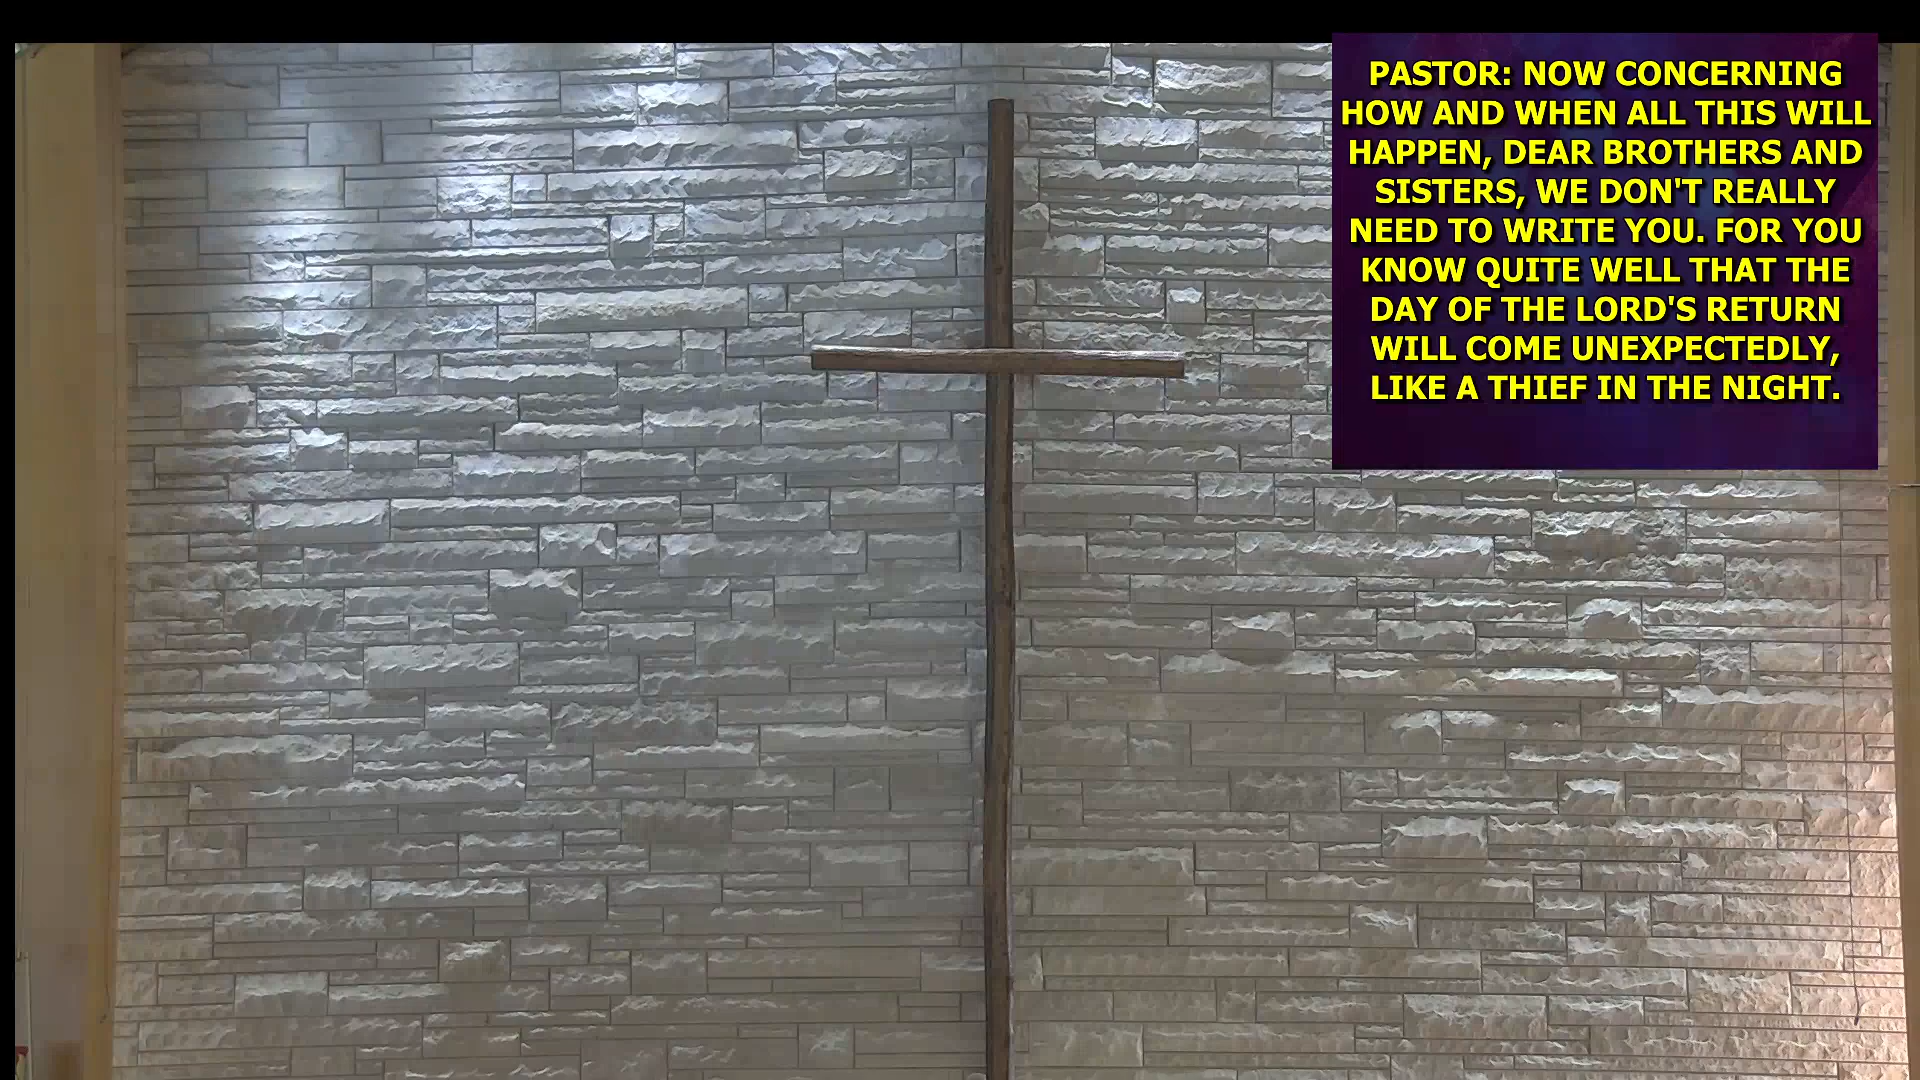 PASTOR: NOW CONCERNING
HOW AND WHEN ALL THIS WILL
HAPPEN, DEAR BROTHERS AND
SISTERS, WE DON'T REALLY
NEED TO WRITE YOU. FOR YOU
KNOW QUITE WELL THAT THE
DAY OF THE LORD'S RETURN
WILL COME UNEXPECTEDLY,
LIKE A THIEF IN THE NIGHT.